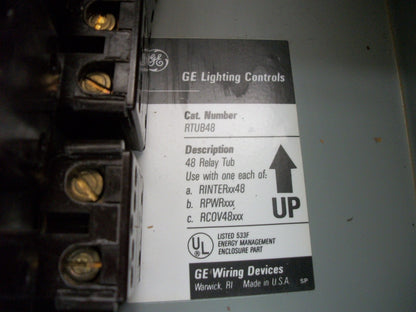 GE
GE Lighting Controls
Cat. Number
RTUB48
Description
48 Relay Tub
Use with one each of:
a. RINTERxx48
b. RPWRxxx
c. RCOV48xxx
UP
UL
LISTED 533F
ENERGY MANAGEMENT
ENCLOSURE PART
GE Wiring Devices
Warwick, RI Made in U.S.A. SP